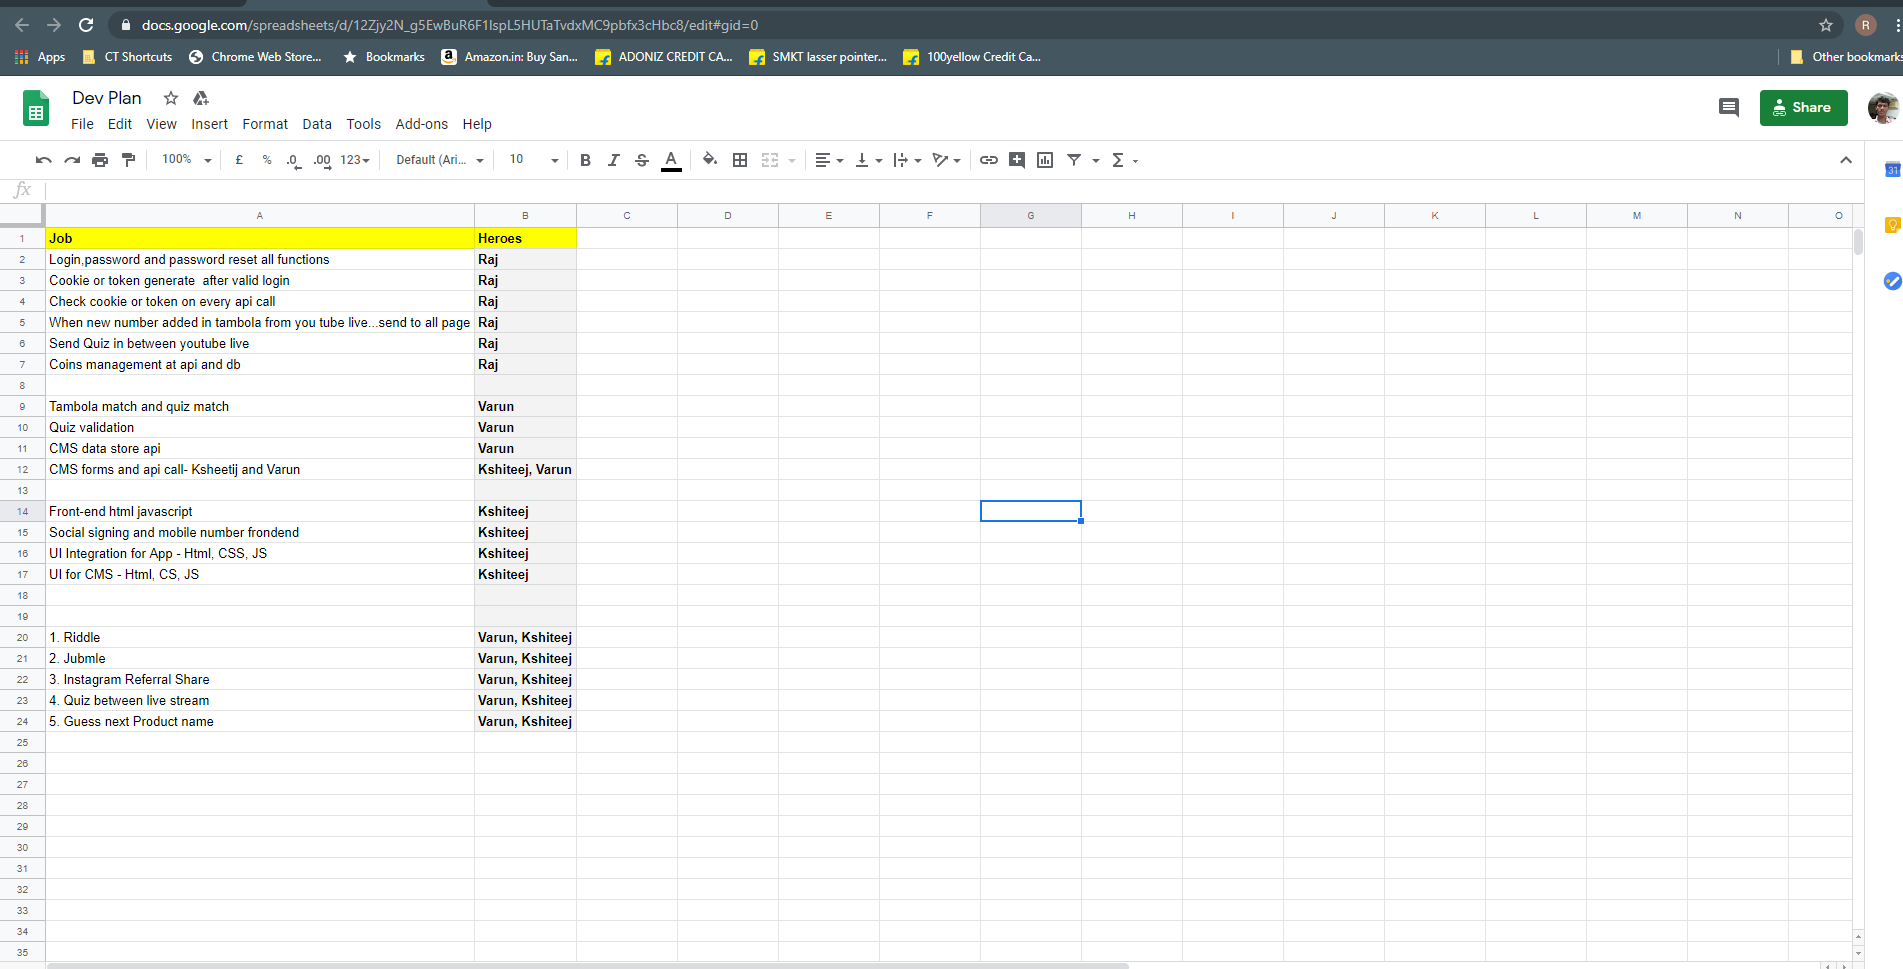 docs.google.com/spreadsheets/d/12Zjy2N_g5EwBuR6F1lspL5HUTaTvdxMC9pbfx3cHbc8/edit#gid=0
R
Apps CT Shortcuts Chrome Web Store... Bookmarks Amazon.in: Buy San... ADONIZ CREDIT CA... SMKT lasser pointer... 100yellow Credit Ca... Other bookmarks
Dev Plan
Share
File Edit View Insert Format Data Tools Add-ons Help
100% £ % .0 .00 123 Default (Ari... 10 B I S A Σ
31
fx
A B C D E F G H I J K L M N O
1 Job Heroes
2 Login,password and password reset all functions Raj
3 Cookie or token generate  after valid login Raj
4 Check cookie or token on every api call Raj
5 When new number added in tambola from you tube live...send to all page Raj
6 Send Quiz in between youtube live Raj
7 Coins management at api and db Raj
8
9 Tambola match and quiz match Varun
10 Quiz validation Varun
11 CMS data store api Varun
12 CMS forms and api call- Ksheetij and Varun Kshiteej, Varun
13
14 Front-end html javascript Kshiteej
15 Social signing and mobile number frondend Kshiteej
16 UI Integration for App - Html, CSS, JS Kshiteej
17 UI for CMS - Html, CS, JS Kshiteej
18
19
20 1. Riddle Varun, Kshiteej
21 2. Jubmle Varun, Kshiteej
22 3. Instagram Referral Share Varun, Kshiteej
23 4. Quiz between live stream Varun, Kshiteej
24 5. Guess next Product name Varun, Kshiteej
25
26
27
28
29
30
31
32
33
34
35